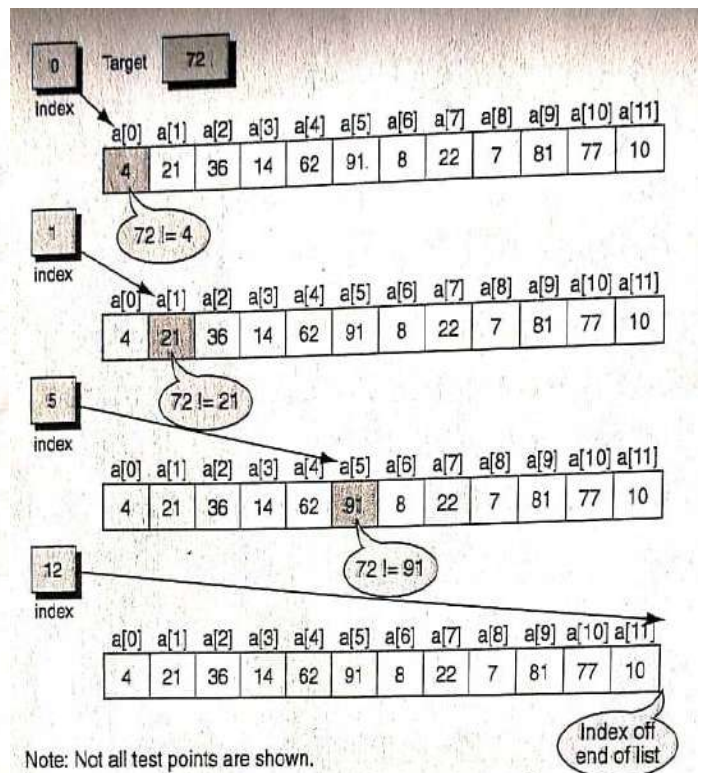 0 Target 72
Index
a[0] a[1] a[2] a[3] a[4] a[5] a[6] a[7] a[8] a[9] a[10] a[11]
4 21 36 14 62 91 8 22 7 81 77 10
72 != 4
1
index
a[0] a[1] a[2] a[3] a[4] a[5] a[6] a[7] a[8] a[9] a[10] a[11]
4 21 36 14 62 91 8 22 7 81 77 10
72 != 21
5
index
a[0] a[1] a[2] a[3] a[4] a[5] a[6] a[7] a[8] a[9] a[10] a[11]
4 21 36 14 62 91 8 22 7 81 77 10
72 != 91
12
index
a[0] a[1] a[2] a[3] a[4] a[5] a[6] a[7] a[8] a[9] a[10] a[11]
4 21 36 14 62 91 8 22 7 81 77 10
Index off
end of list
Note: Not all test points are shown.